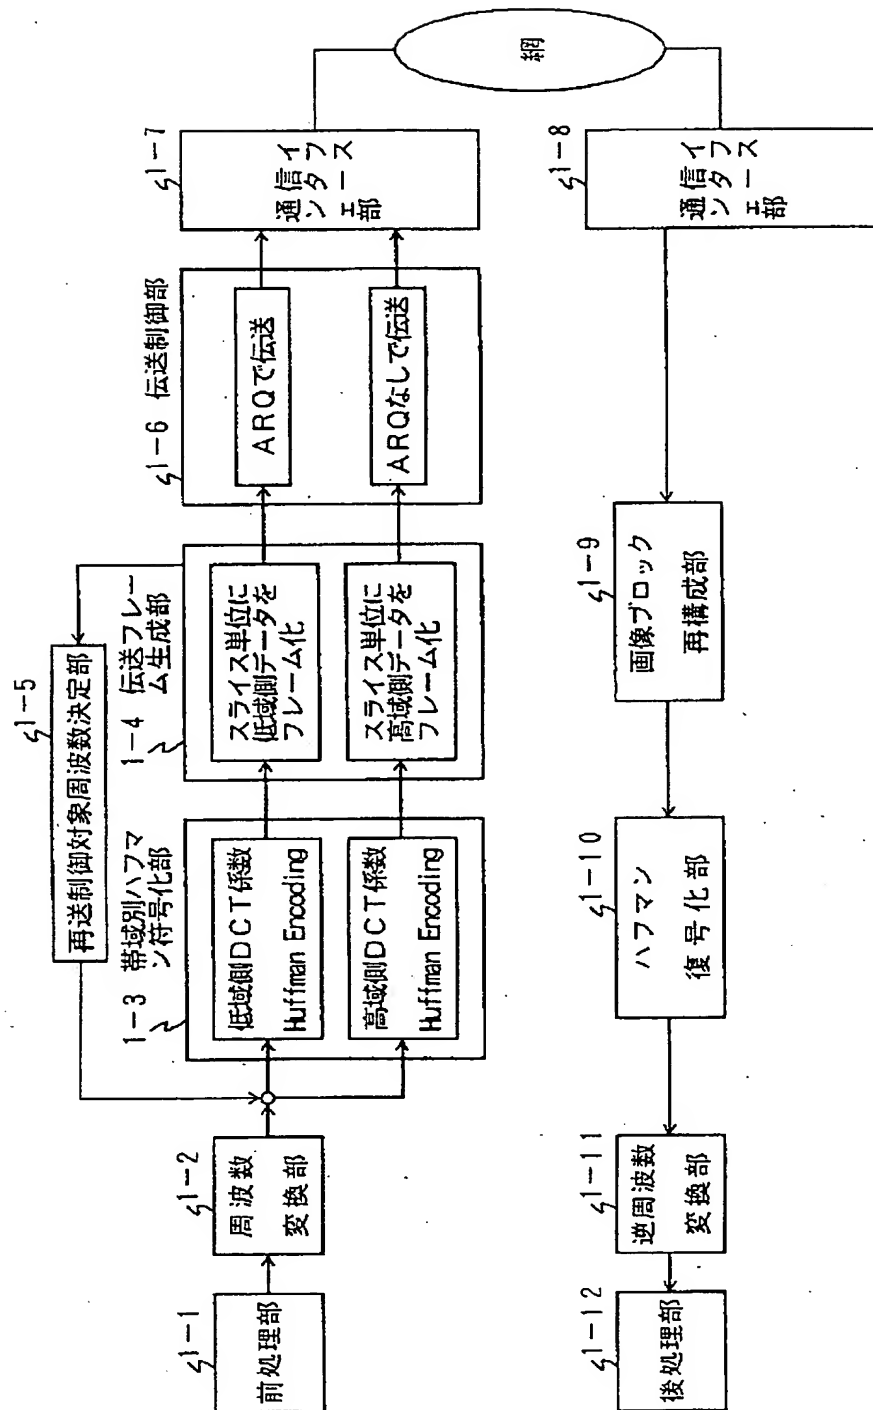 1-1
前処理部
1-2
周波数
変換部
1-3 帯域別ハフマ
ン符号化部
低域側DCT係数
Huffman Encoding
高域側DCT係数
Huffman Encoding
1-5
再送制御対象周波数決定部
1-4 伝送フレー
ム生成部
スライス単位に
低域側データを
フレーム化
スライス単位に
高域側データを
フレーム化
1-6 伝送制御部
ARQで伝送
ARQなしで伝送
1-7
通信イ
ンタフ
ェース
部
網
1-8
通信イ
ンタフ
ェース
部
1-9
画像ブロック
再構成部
1-10
ハフマン
復号化部
1-11
逆周波数
変換部
1-12
後処理部